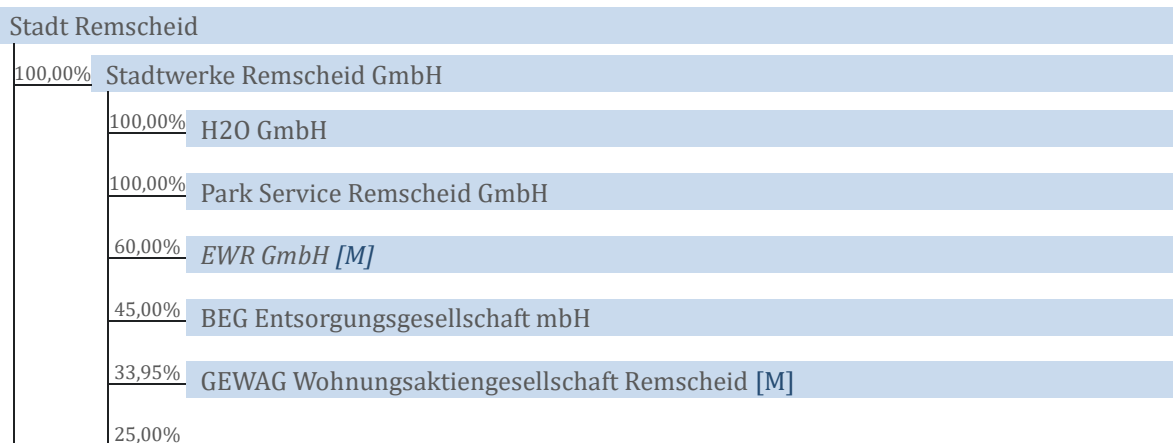 Stadt Remscheid
100,00% Stadtwerke Remscheid GmbH
100,00% H2O GmbH
100,00% Park Service Remscheid GmbH
60,00% EWR GmbH [M]
45,00% BEG Entsorgungsgesellschaft mbH
33,95% GEWAG Wohnungsaktiengesellschaft Remscheid [M]
25,00%